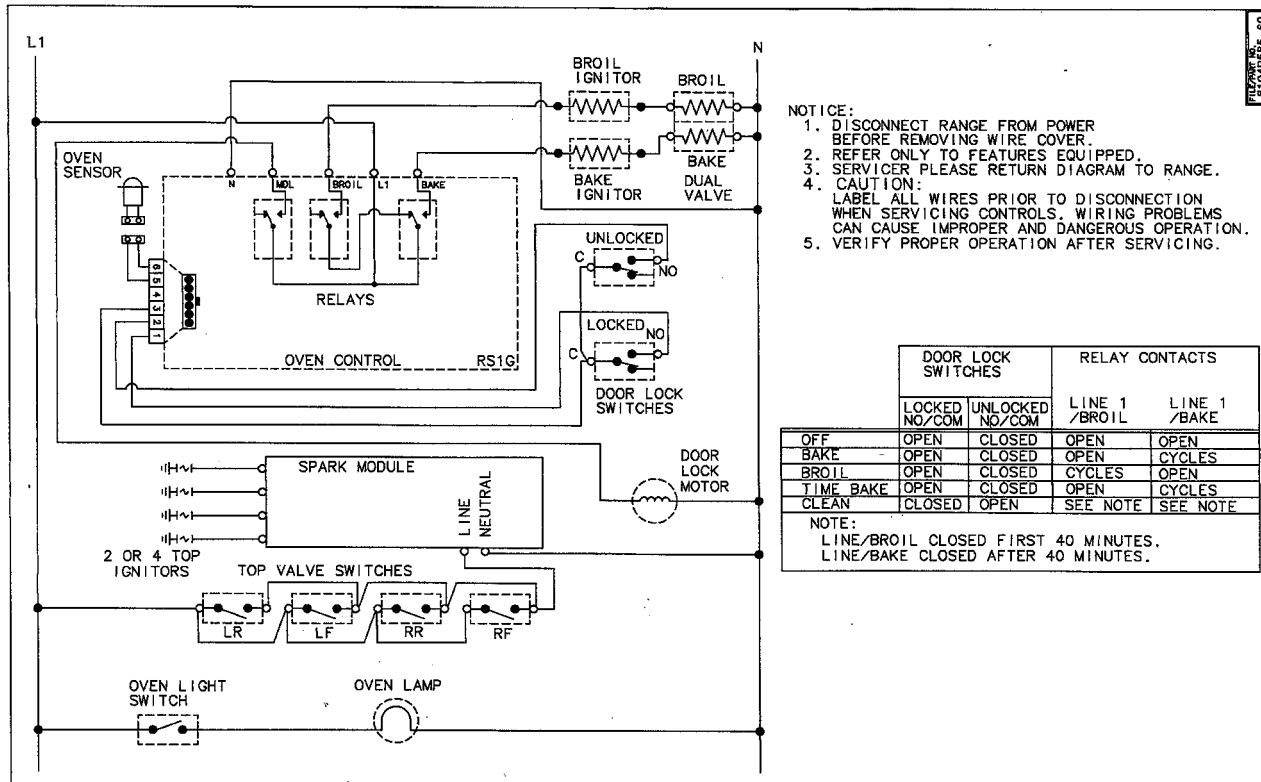 L1
N
BROIL
IGNITOR
BROIL
BAKE
IGNITOR
BAKE
DUAL
VALVE
OVEN
SENSOR
N
MDL
BROIL
L1
BAKE
RELAYS
6
5
4
3
2
1
OVEN CONTROL
RS1G
UNLOCKED
C
NO
LOCKED
NO
C
DOOR LOCK
SWITCHES
SPARK MODULE
LINE
NEUTRAL
DOOR
LOCK
MOTOR
2 OR 4 TOP
IGNITORS
TOP VALVE SWITCHES
LR
LF
RR
RF
OVEN LIGHT
SWITCH
OVEN LAMP
FILE/PART NO.
NOTICE:
1. DISCONNECT RANGE FROM POWER
BEFORE REMOVING WIRE COVER.
2. REFER ONLY TO FEATURES EQUIPPED.
3. SERVICER PLEASE RETURN DIAGRAM TO RANGE.
4. CAUTION:
LABEL ALL WIRES PRIOR TO DISCONNECTION
WHEN SERVICING CONTROLS. WIRING PROBLEMS
CAN CAUSE IMPROPER AND DANGEROUS OPERATION.
5. VERIFY PROPER OPERATION AFTER SERVICING.
DOOR LOCK SWITCHES RELAY CONTACTS
LOCKED NO/COM UNLOCKED NO/COM LINE 1 /BROIL LINE 1 /BAKE
OFF OPEN CLOSED OPEN OPEN
BAKE OPEN CLOSED OPEN CYCLES
BROIL OPEN CLOSED CYCLES OPEN
TIME BAKE OPEN CLOSED OPEN CYCLES
CLEAN CLOSED OPEN SEE NOTE SEE NOTE
NOTE:
LINE/BROIL CLOSED FIRST 40 MINUTES.
LINE/BAKE CLOSED AFTER 40 MINUTES.